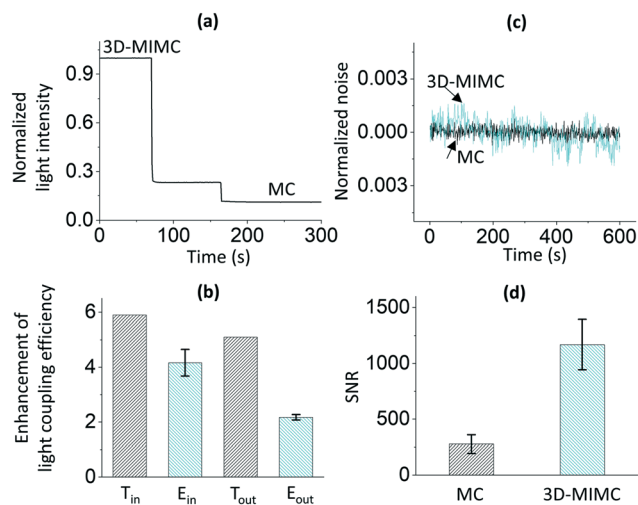 (a)
3D-MIMC
0.9
0.6
0.3
0.0
Normalized
light intensity
MC
0
100
200
300
Time (s)
(c)
0.003
0.000
0.003
Normalized noise
3D-MIMC
MC
0
200
400
600
Time (s)
(b)
6
4
2
0
Enhancement of
light coupling efficiency
Tin
Ein
Tout
Eout
(d)
1500
1000
500
0
SNR
MC
3D-MIMC